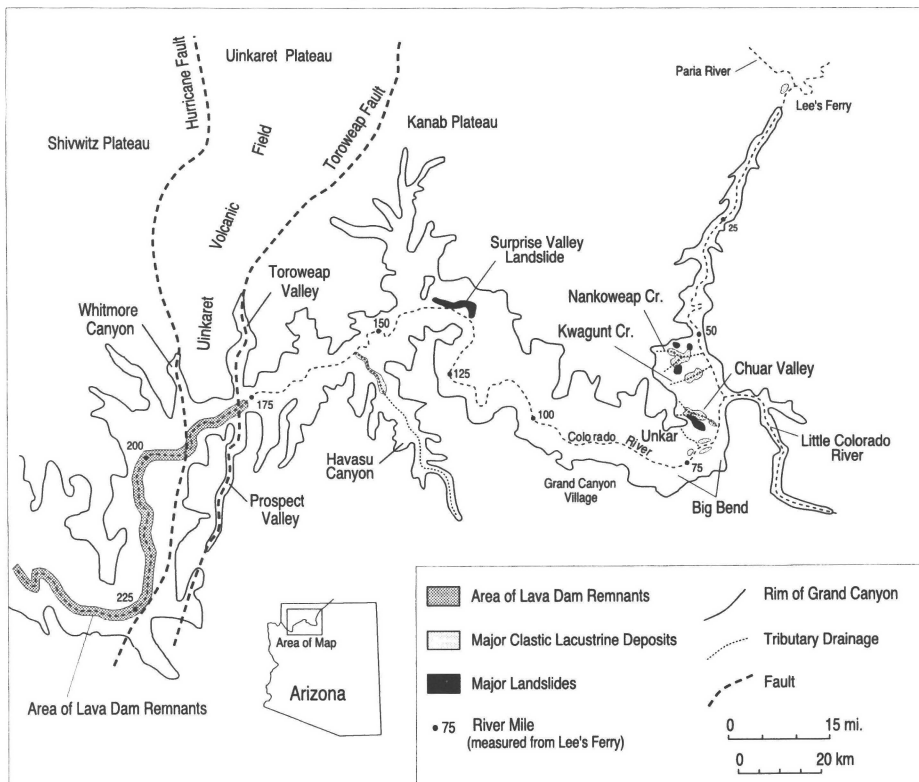 Uinkaret Plateau
Hurricane Fault
Toroweap Fault
Shivwitz Plateau
Field
Volcanic
Uinkaret
Kanab Plateau
Paria River
Lee's Ferry
25
Surprise Valley
Landslide
Toroweap
Valley
Whitmore
Canyon
Nankoweap Cr.
50
Kwagunt Cr.
Chuar Valley
150
125
175
100
Unkar
Colorado River
75
200
Havasu
Canyon
Grand Canyon
Village
Little Colorado
River
Big Bend
Prospect
Valley
225
Area of Lava Dam Remnants
Area of Map
Arizona
Area of Lava Dam Remnants
Major Clastic Lacustrine Deposits
Major Landslides
75 River Mile
(measured from Lee's Ferry)
Rim of Grand Canyon
Tributary Drainage
Fault
0 15 mi.
0 20 km